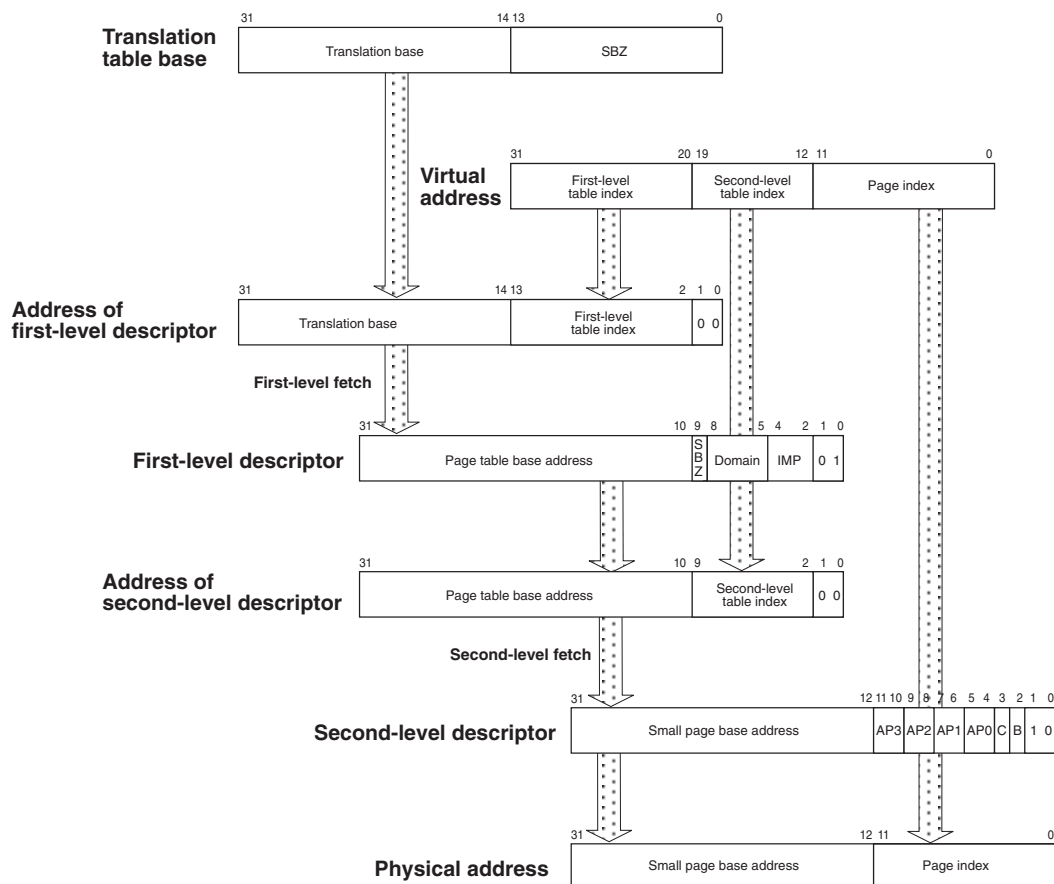 31 14 13 0
Translation
table base
Translation base SBZ
31 20 19 12 11 0
Virtual
address
First-level
table index
Second-level
table index
Page index
31 14 13 2 1 0
Address of
first-level descriptor
Translation base
First-level
table index
0 0
First-level fetch
31 10 9 8 5 4 2 1 0
First-level descriptor
Page table base address
S
B
Z
Domain IMP 0 1
31 10 9 2 1 0
Address of
second-level descriptor
Page table base address
Second-level
table index
0 0
Second-level fetch
31 12 11 10 9 8 7 6 5 4 3 2 1 0
Second-level descriptor
Small page base address AP3 AP2 AP1 AP0 C B 1 0
31 12 11 0
Physical address
Small page base address Page index